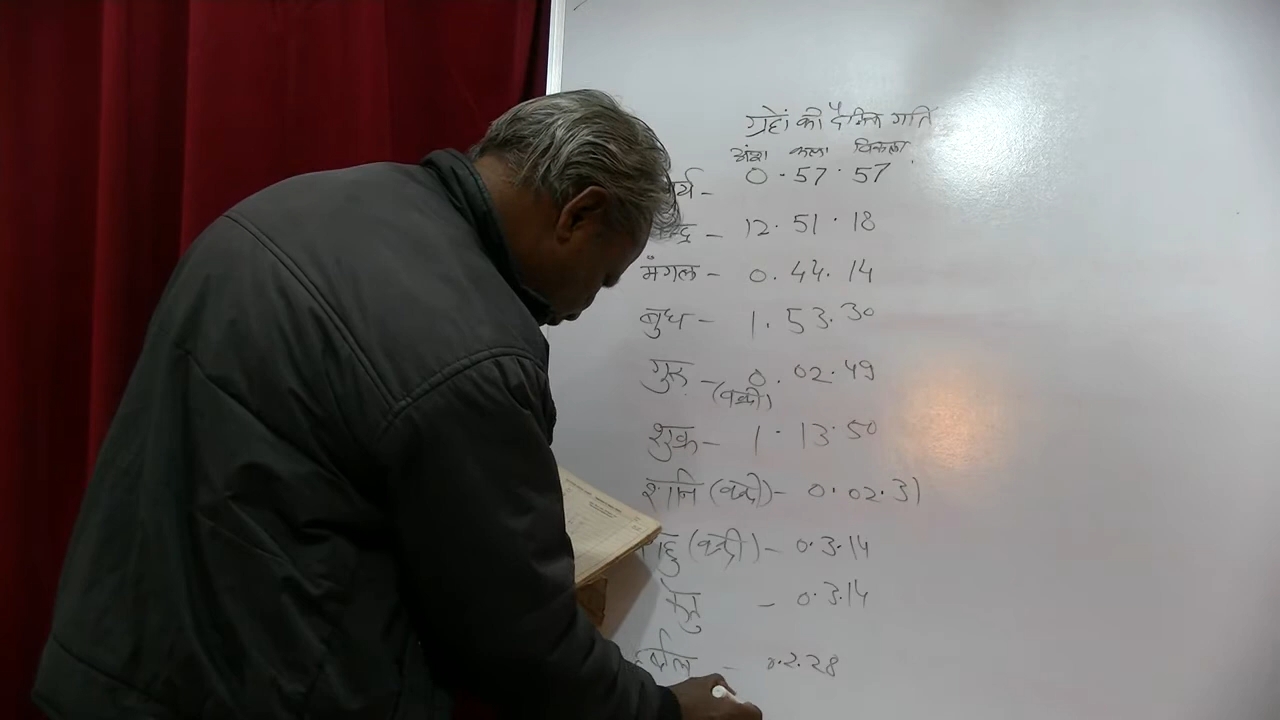 ग्रहों की दैनिक गति
अंश कला विकला
र्य - 0.57.57
न्द्र - 12.51.18
मंगल - 0.44.14
बुध - 1.53.30
गुरू - 0.02.49
(वक्री)
शुक्र - 1.13.50
शनि (वक्री) - 0.02.31
ाहु (वक्री) - 0.3.14
केतु - 0.3.14
हर्षल - 0.2.28